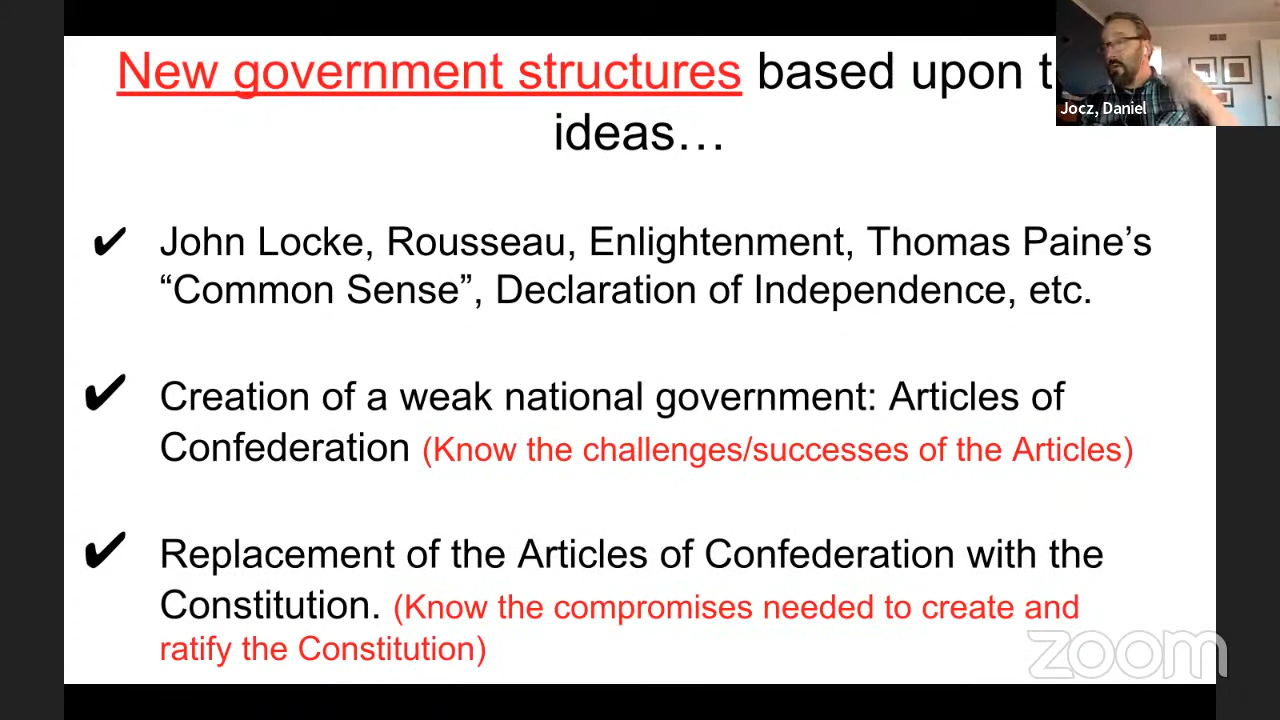 New government structures based upon
ideas…
Jocz, Daniel
✔ John Locke, Rousseau, Enlightenment, Thomas Paine’s
“Common Sense”, Declaration of Independence, etc.
✔ Creation of a weak national government: Articles of
Confederation (Know the challenges/successes of the Articles)
✔ Replacement of the Articles of Confederation with the
Constitution. (Know the compromises needed to create and
ratify the Constitution)
zoom